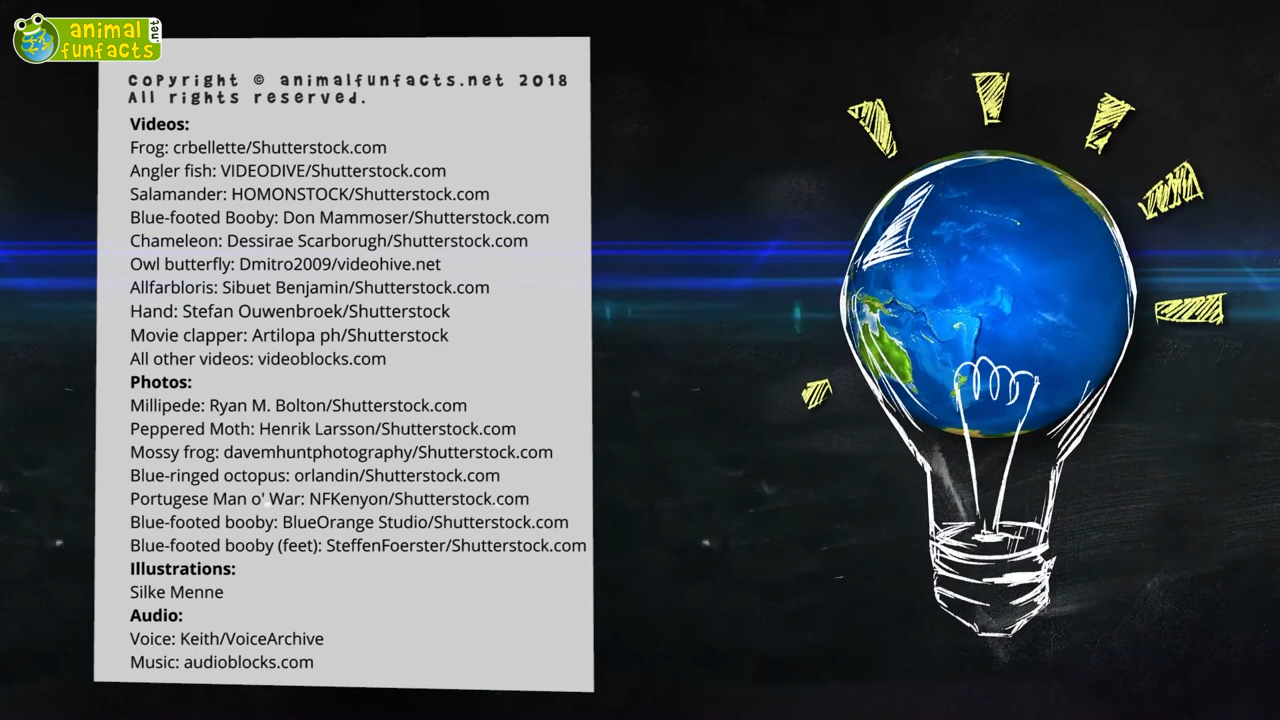 animal
funfacts
.net
Copyright © animalfunfacts.net 2018
All rights reserved.
Videos:
Frog: crbellette/Shutterstock.com
Angler fish: VIDEODIVE/Shutterstock.com
Salamander: HOMONSTOCK/Shutterstock.com
Blue-footed Booby: Don Mammoser/Shutterstock.com
Chameleon: Dessirae Scarborugh/Shutterstock.com
Owl butterfly: Dmitro2009/videohive.net
Allfarbloris: Sibuet Benjamin/Shutterstock.com
Hand: Stefan Ouwenbroek/Shutterstock
Movie clapper: Artilopa ph/Shutterstock
All other videos: videoblocks.com
Photos:
Millipede: Ryan M. Bolton/Shutterstock.com
Peppered Moth: Henrik Larsson/Shutterstock.com
Mossy frog: davemhuntphotography/Shutterstock.com
Blue-ringed octopus: orlandin/Shutterstock.com
Portugese Man o' War: NFKenyon/Shutterstock.com
Blue-footed booby: BlueOrange Studio/Shutterstock.com
Blue-footed booby (feet): SteffenFoerster/Shutterstock.com
Illustrations:
Silke Menne
Audio:
Voice: Keith/VoiceArchive
Music: audioblocks.com